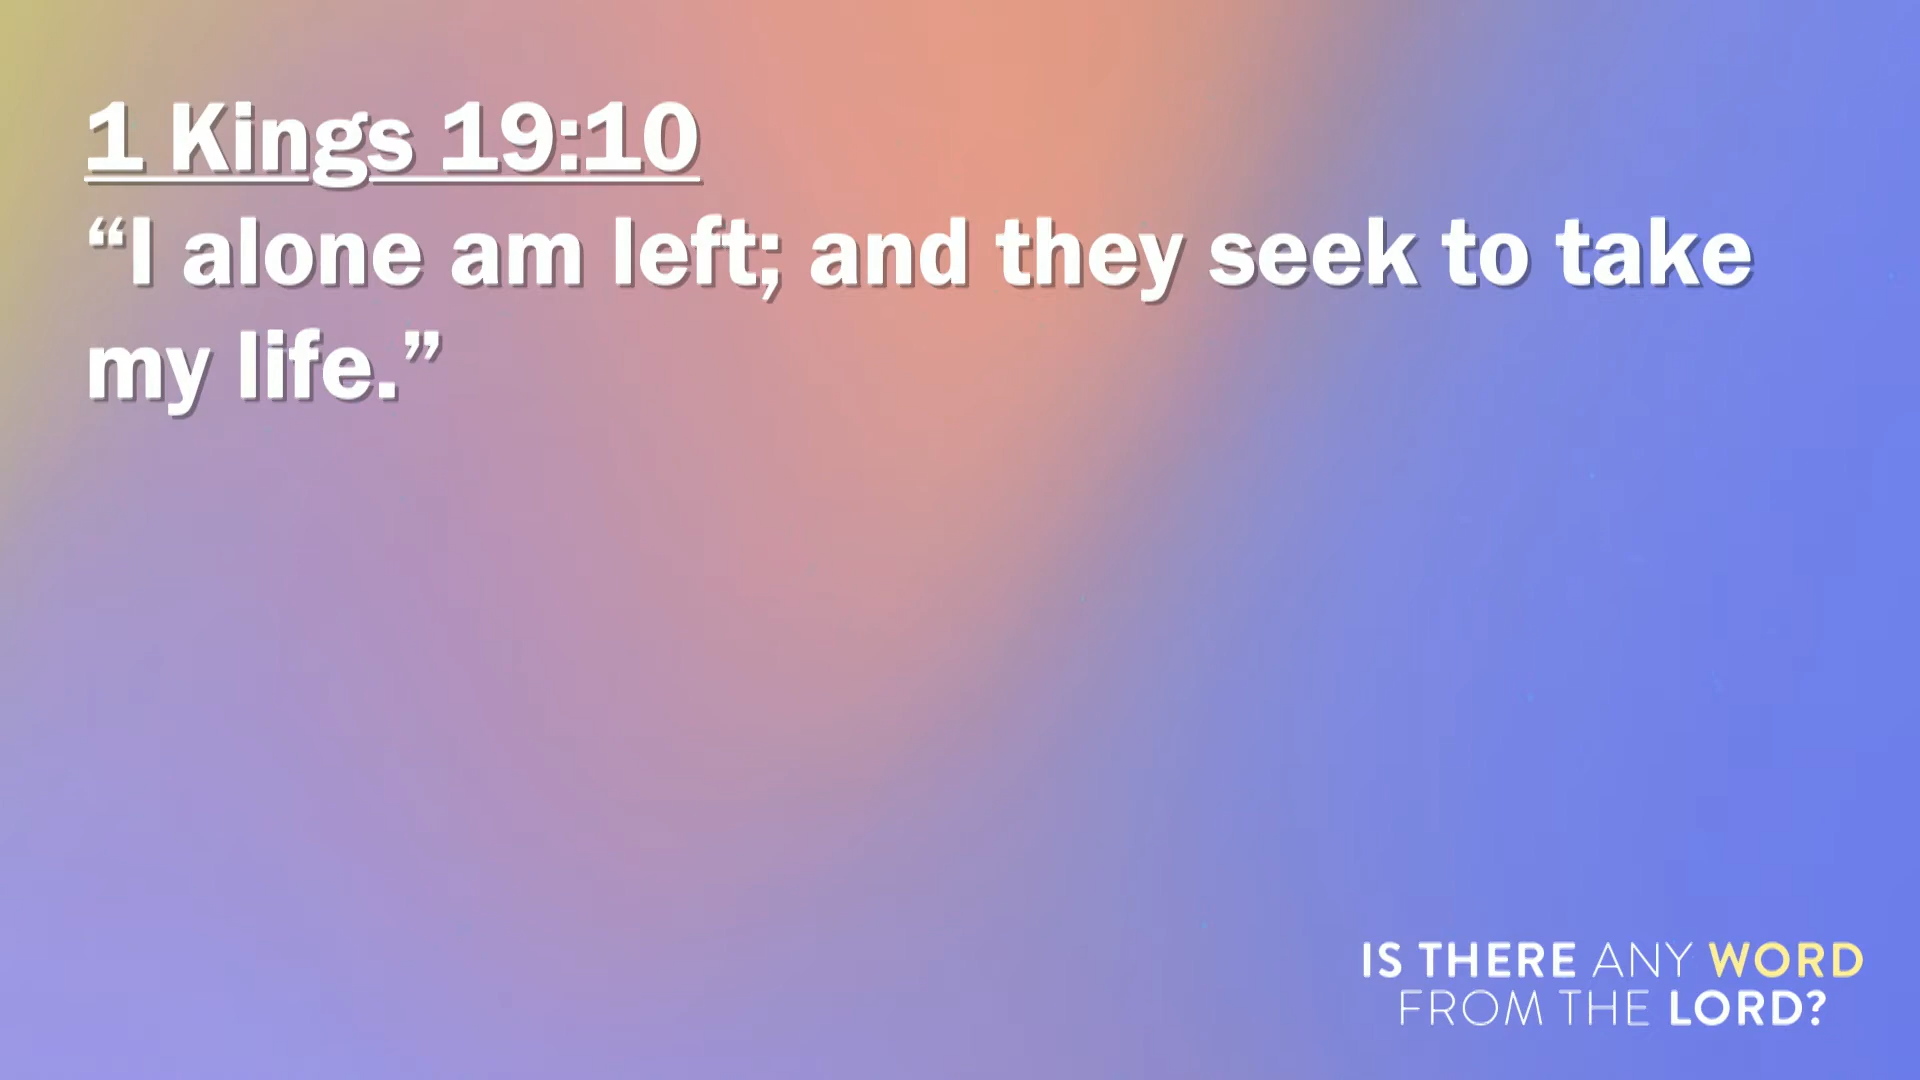 1 Kings 19:10
“I alone am left; and they seek to take
my life.”
IS THERE ANY WORD
FROM THE LORD?